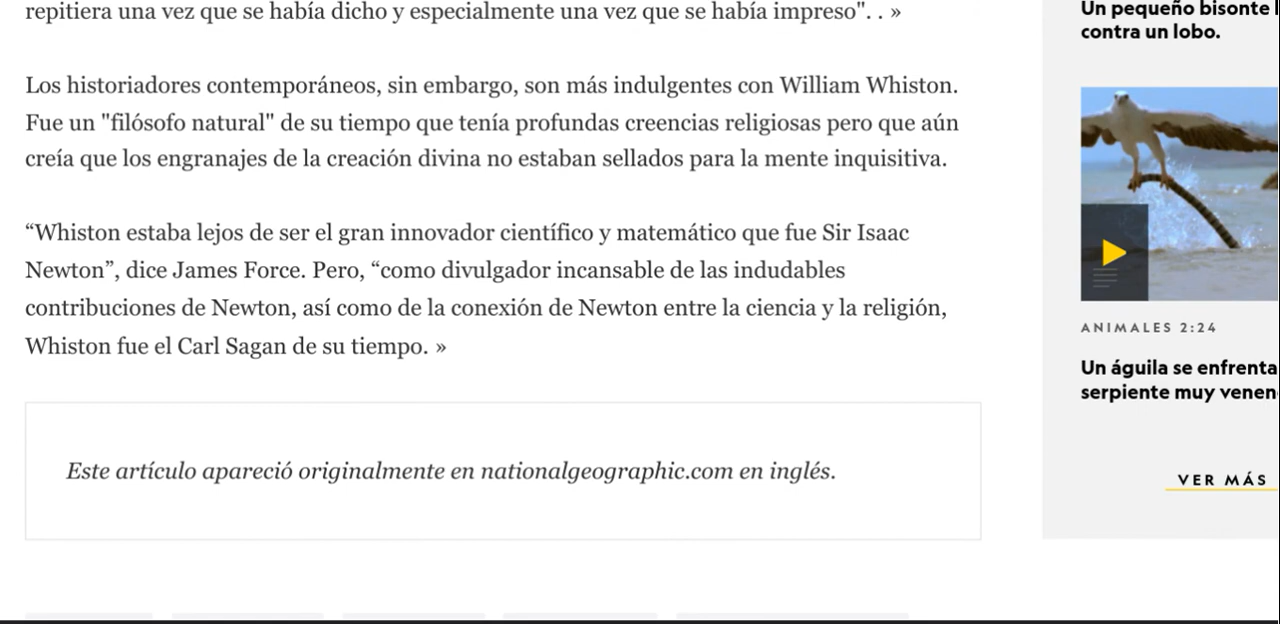 repitiera una vez que se había dicho y especialmente una vez que se había impreso". . »
Los historiadores contemporáneos, sin embargo, son más indulgentes con William Whiston.
Fue un "filósofo natural" de su tiempo que tenía profundas creencias religiosas pero que aún
creía que los engranajes de la creación divina no estaban sellados para la mente inquisitiva.
“Whiston estaba lejos de ser el gran innovador científico y matemático que fue Sir Isaac
Newton”, dice James Force. Pero, “como divulgador incansable de las indudables
contribuciones de Newton, así como de la conexión de Newton entre la ciencia y la religión,
Whiston fue el Carl Sagan de su tiempo. »
Este artículo apareció originalmente en nationalgeographic.com en inglés.
Un pequeño bisonte
contra un lobo.
ANIMALES 2:24
Un águila se enfrenta
serpiente muy
VER MÁS